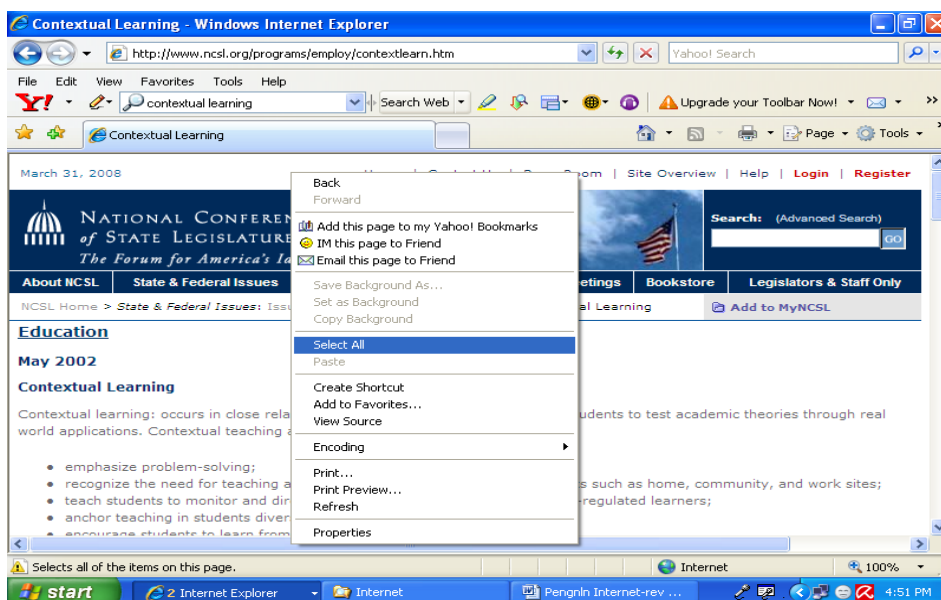 Contextual Learning - Windows Internet Explorer
http://www.ncsl.org/programs/employ/contextlearn.htm
Yahoo! Search
File Edit View Favorites Tools Help
Y! contextual learning Search Web Upgrade your Toolbar Now! »
Contextual Learning Page Tools
March 31, 2008 | Site Overview | Help | Login | Register
NATIONAL CONFEREN
of STATE LEGISLATURE
The Forum for America's Id
Search: (Advanced Search)
GO
About NCSL State & Federal Issues etings Bookstore Legislators & Staff Only
NCSL Home > State & Federal Issues: Iss al Learning Add to MyNCSL
Education
May 2002
Contextual Learning
Contextual learning: occurs in close rela udents to test academic theories through real
world applications. Contextual teaching
• emphasize problem-solving;
• recognize the need for teaching a s such as home, community, and work sites;
• teach students to monitor and dir -regulated learners;
• anchor teaching in students diver
• encourage students to learn from
Back
Forward
Add this page to my Yahoo! Bookmarks
IM this page to Friend
Email this page to Friend
Save Background As...
Set as Background
Copy Background
Select All
Paste
Create Shortcut
Add to Favorites...
View Source
Encoding
Print...
Print Preview...
Refresh
Properties
Selects all of the items on this page. Internet 100%
start 2 Internet Explorer Internet PengnIn Internet-rev ... 4:51 PM